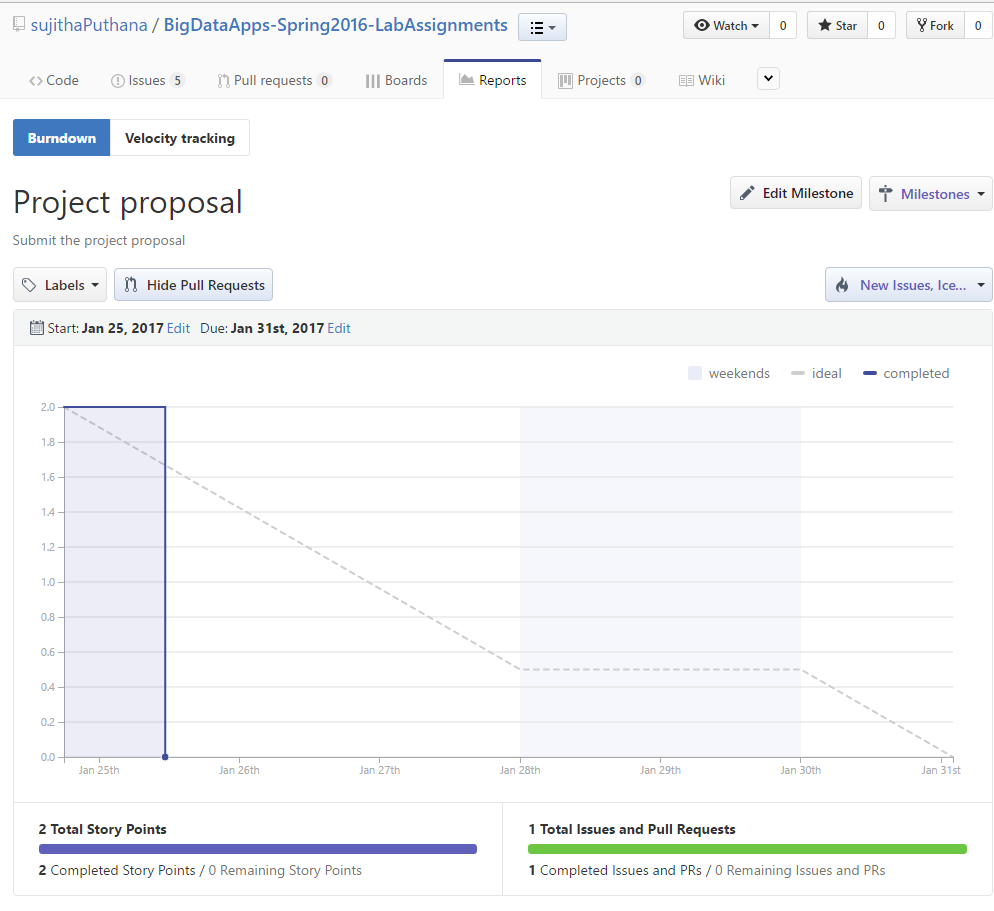 sujithaPuthana / BigDataApps-Spring2016-LabAssignments
Watch 0 Star 0 Fork 0
Code Issues 5 Pull requests 0 Boards Reports Projects 0 Wiki
Burndown Velocity tracking
Project proposal
Edit Milestone Milestones
Submit the project proposal
Labels Hide Pull Requests New Issues, Ice...
Start: Jan 25, 2017 Edit Due: Jan 31st, 2017 Edit
weekends ideal completed
2.0
1.8
1.6
1.4
1.2
1.0
0.8
0.6
0.4
0.2
0.0
Jan 25th Jan 26th Jan 27th Jan 28th Jan 29th Jan 30th Jan 31st
2 Total Story Points
2 Completed Story Points / 0 Remaining Story Points
1 Total Issues and Pull Requests
1 Completed Issues and PRs / 0 Remaining Issues and PRs